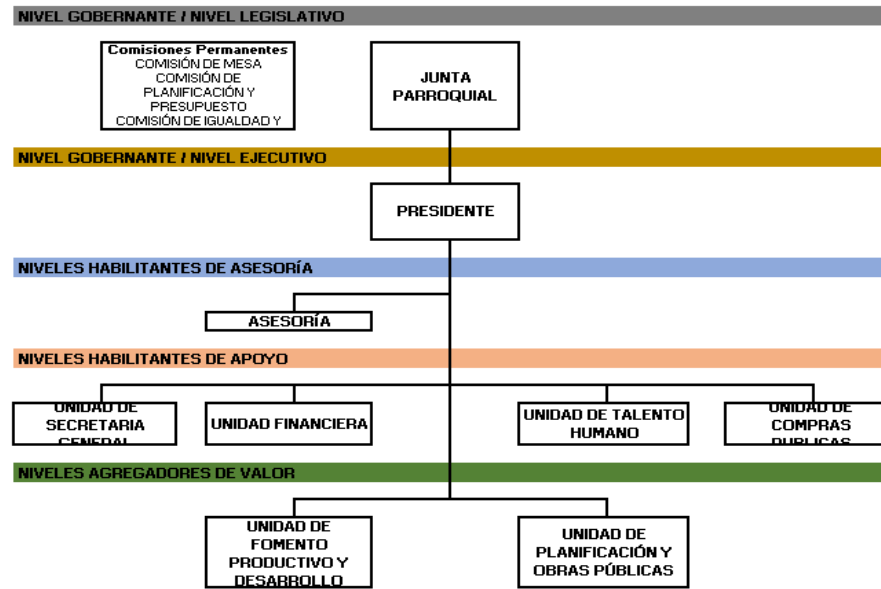 NIVEL GOBERNANTE / NIVEL LEGISLATIVO
Comisiones Permanentes
COMISIÓN DE MESA
COMISIÓN DE
PLANIFICACIÓN Y
PRESUPUESTO
COMISIÓN DE IGUALDAD Y
JUNTA
PARROQUIAL
NIVEL GOBERNANTE / NIVEL EJECUTIVO
PRESIDENTE
NIVELES HABILITANTES DE ASESORÍA
ASESORÍA
NIVELES HABILITANTES DE APOYO
UNIDAD DE
SECRETARIA
GENERAL
UNIDAD FINANCIERA
UNIDAD DE TALENTO
HUMANO
UNIDAD DE
COMPRAS
PUBLICAS
NIVELES AGREGADORES DE VALOR
UNIDAD DE
FOMENTO
PRODUCTIVO Y
DESARROLLO
UNIDAD DE
PLANIFICACIÓN Y
OBRAS PÚBLICAS